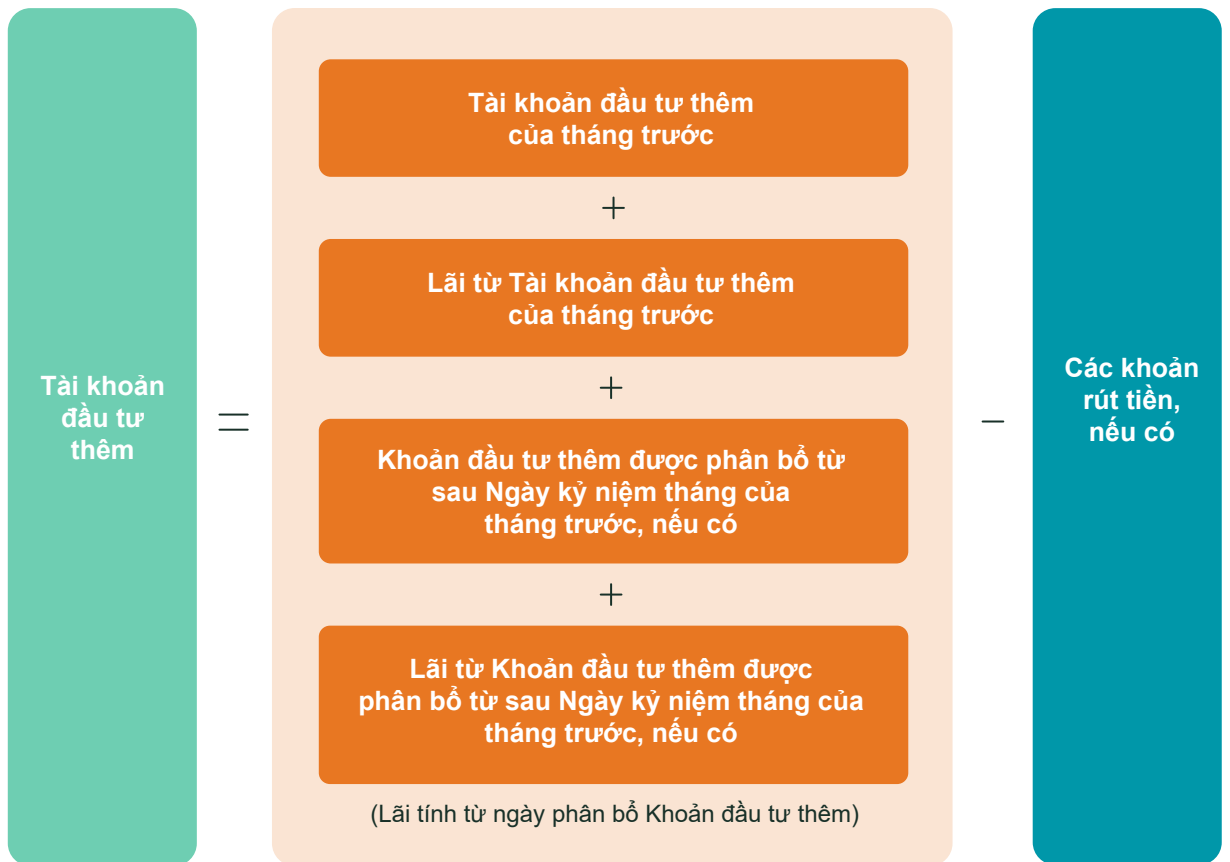 Tài khoản
đầu tư
thêm
=
Tài khoản đầu tư thêm
của tháng trước
+
Lãi từ Tài khoản đầu tư thêm
của tháng trước
+
Khoản đầu tư thêm được phân bổ từ
sau Ngày kỷ niệm tháng của
tháng trước, nếu có
+
Lãi từ Khoản đầu tư thêm được
phân bổ từ sau Ngày kỷ niệm tháng của
tháng trước, nếu có
(Lãi tính từ ngày phân bổ Khoản đầu tư thêm)
–
Các khoản
rút tiền,
nếu có